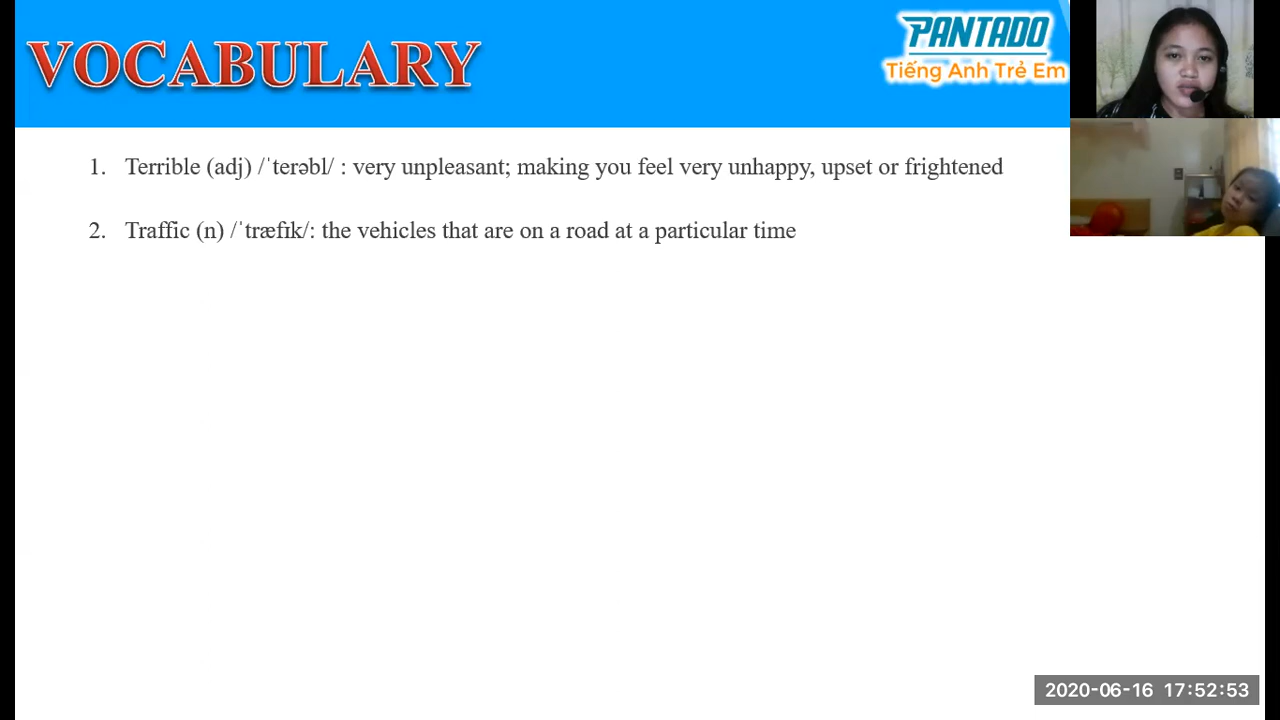 VOCABULARY
PANTADO
Tiếng Anh Trẻ Em
1. Terrible (adj) /ˈterəbl/ : very unpleasant; making you feel very unhappy, upset or frightened
2. Traffic (n) /ˈtræfɪk/: the vehicles that are on a road at a particular time
2020-06-16 17:52:53